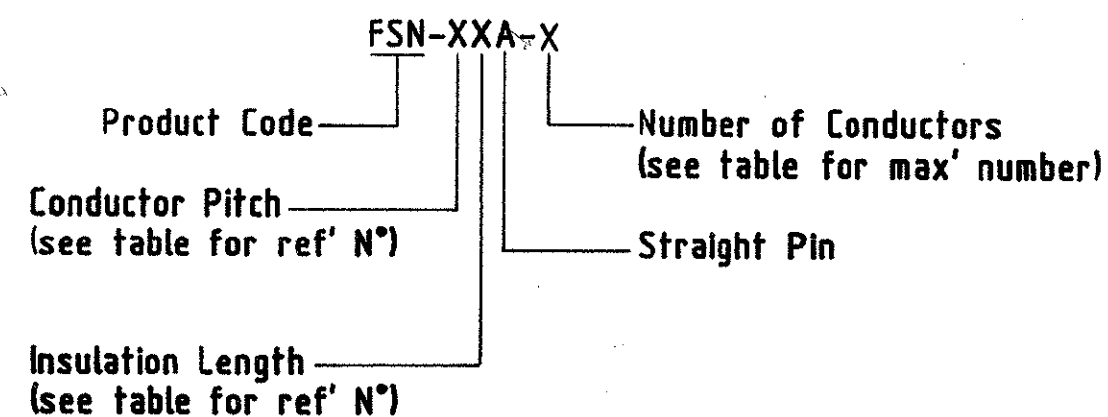 FSN-XXA-X
Product Code
Number of Conductors
(see table for max' number)
Conductor Pitch
(see table for ref' N°)
Straight Pin
Insulation Length
(see table for ref' N°)